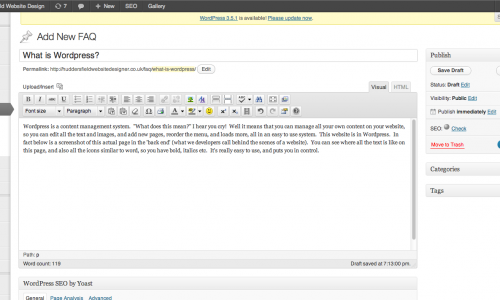 ld Website Design 7 + New SEO Gallery
WordPress 3.5.1 is available! Please update now.
Add New FAQ
What is Wordpress?
Permalink: http://huddersfieldwebsitedesigner.co.uk/faq/what-is-wordpress/ Edit
Upload/Insert Visual HTML
B I U
Font size Paragraph
Wordpress is a content management system. "What does this mean?" I hear you cry! Well it means that you can manage all your own content on your website,
so you can edit all the text and images, and add new pages, reorder the menu, and loads more, all in an easy to use system. This website is in Wordpress. In
fact below is a screenshot of this actual page in the 'back end' (what we developers call behind the scenes of a website). You can see where all the text is like on
this page, and also all the icons similar to word, so you have bold, Italics etc. It's really easy to use, and puts you in control.
Path: p
Word count: 119 Draft saved at 7:13:00 pm.
WordPress SEO by Yoast
General Page Analysis Advanced
Publish
Save Draft
Status: Draft Edit
Visibility: Public Edit
Publish immediately Edit
SEO: Check
Move to Trash
Categories
Tags